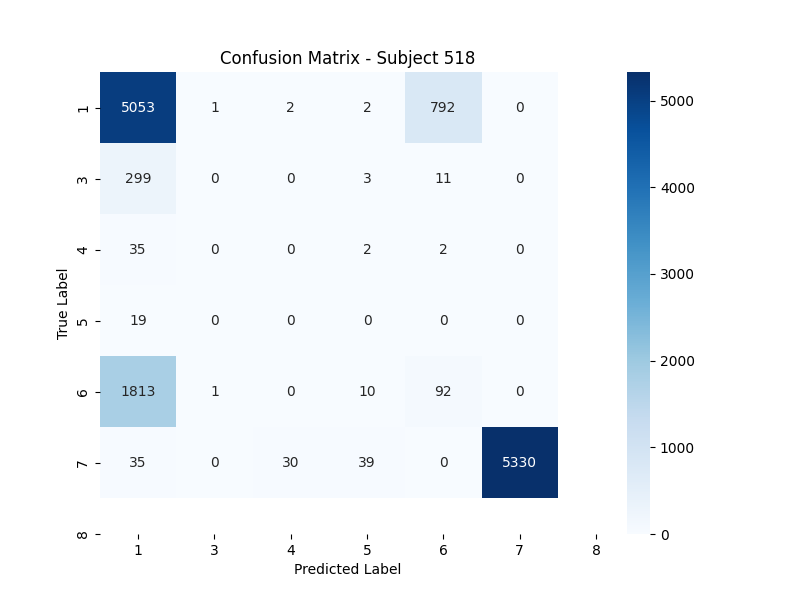 Confusion Matrix - Subject 518
True Label
1 5053 1 2 2 792 0
3 299 0 0 3 11 0
4 35 0 0 2 2 0
5 19 0 0 0 0 0
6 1813 1 0 10 92 0
7 35 0 30 39 0 5330
8
1 3 4 5 6 7 8
Predicted Label
5000
4000
3000
2000
1000
0